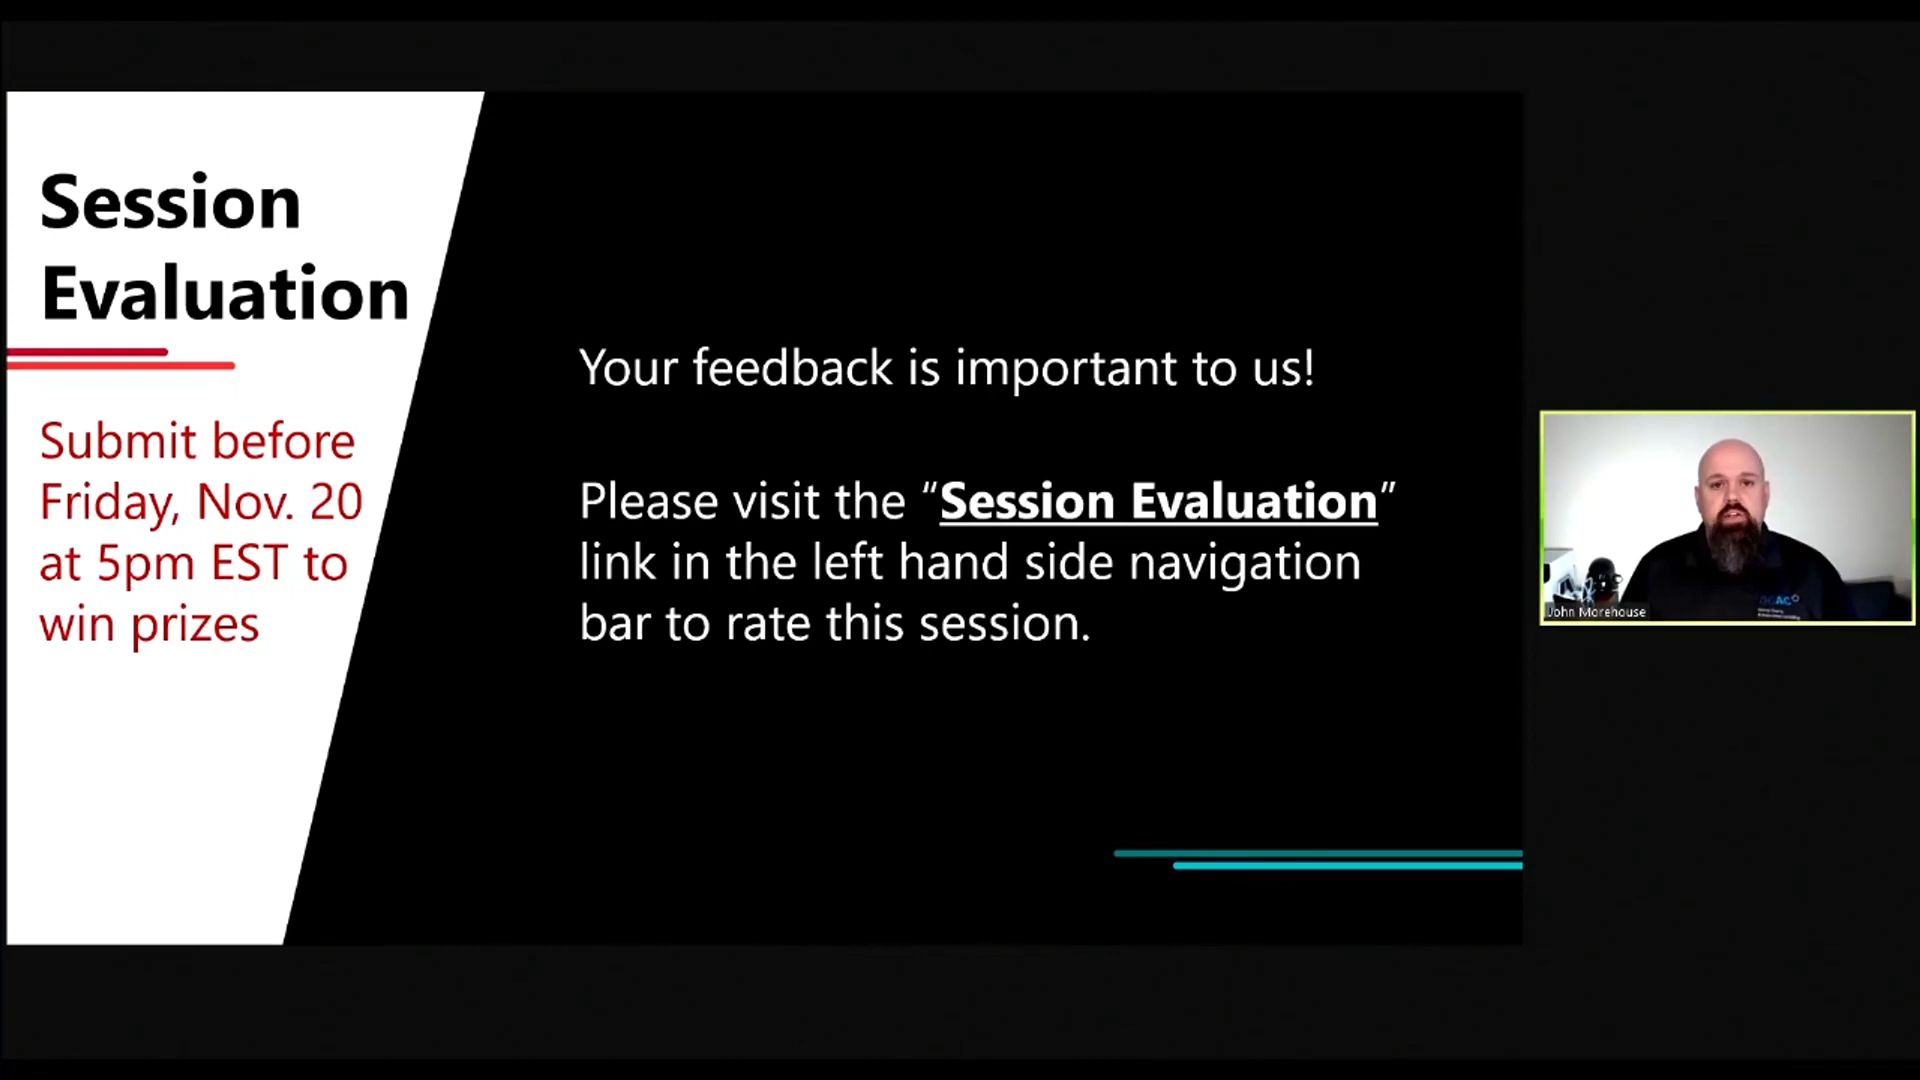 Session
Evaluation
Submit before
Friday, Nov. 20
at 5pm EST to
win prizes
Your feedback is important to us!
Please visit the “Session Evaluation”
link in the left hand side navigation
bar to rate this session.
John Morehouse